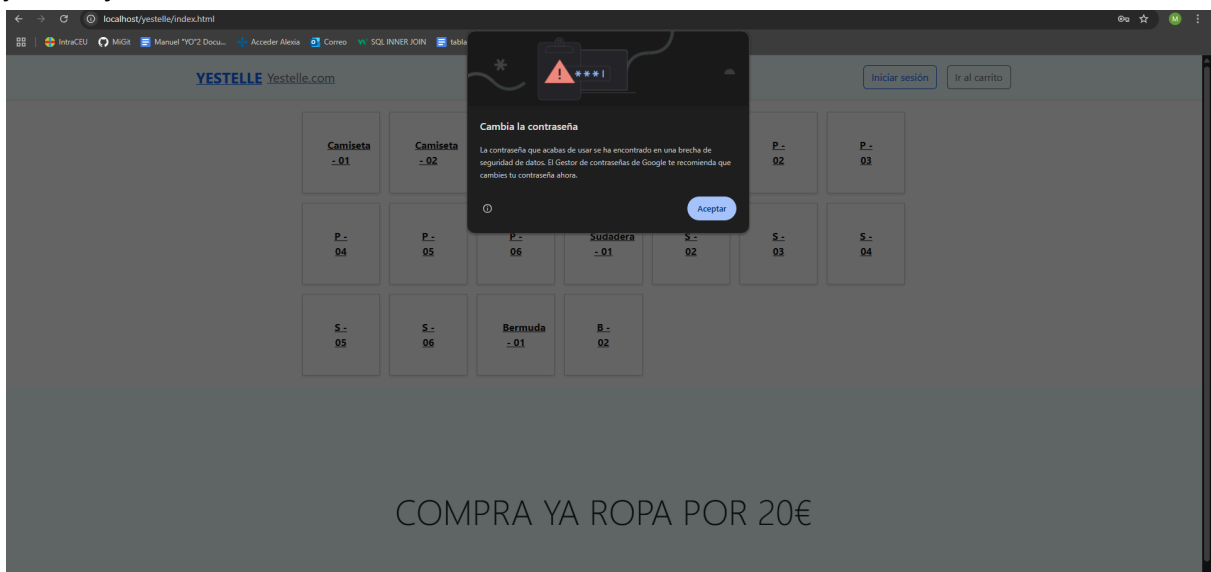 localhost/yestelle/index.html
M
IntraCEU MiGit Manuel "YO"2 Docu... Acceder Alexia Correo SQL INNER JOIN tabla
YESTELLE Yestelle.com
Iniciar sesión Ir al carrito
***|
Cambia la contraseña
La contraseña que acabas de usar se ha encontrado en una brecha de
seguridad de datos. El Gestor de contraseñas de Google te recomienda que
cambies tu contraseña ahora.
Aceptar
Camiseta Camiseta P - P -
- 01 - 02 02 03
P - P - P - Sudadera S - S - S -
04 05 06 - 01 02 03 04
S - S - Bermuda B -
05 06 - 01 02
COMPRA YA ROPA POR 20€